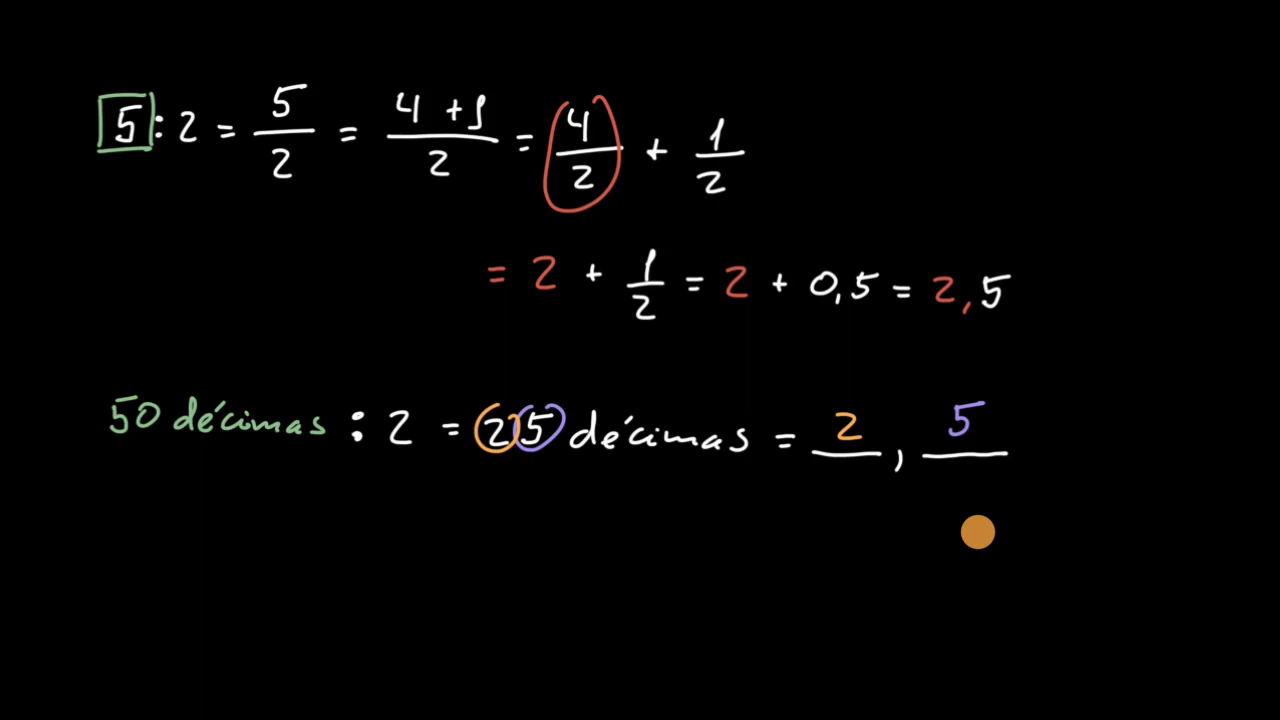 5 : 2 = 5/2 = (4 + 1)/2 = 4/2 + 1/2
= 2 + 1/2 = 2 + 0,5 = 2,5
50 décimas : 2 = 25 décimas = 2 , 5